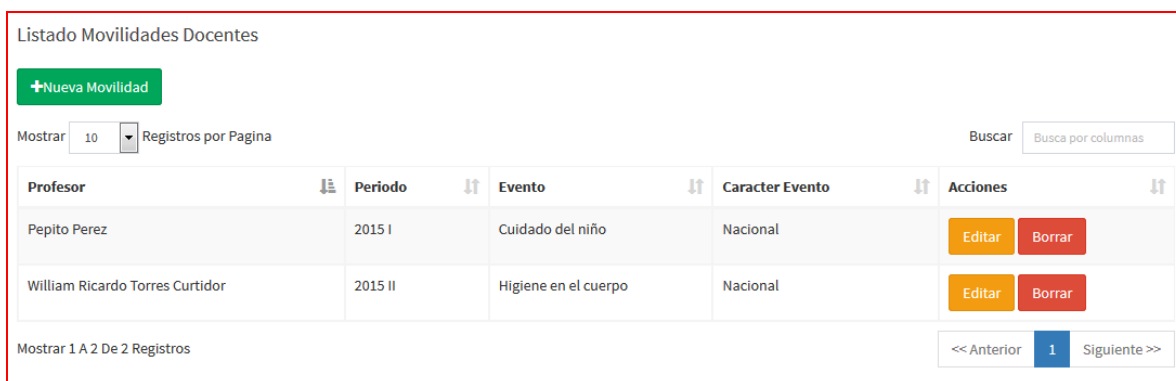 Listado Movilidades Docentes
+Nueva Movilidad
Mostrar 10 Registros por Pagina Buscar Busca por columnas
Profesor Periodo Evento Caracter Evento Acciones
Pepito Perez 2015 I Cuidado del niño Nacional Editar Borrar
William Ricardo Torres Curtidor 2015 II Higiene en el cuerpo Nacional Editar Borrar
Mostrar 1 A 2 De 2 Registros << Anterior 1 Siguiente >>